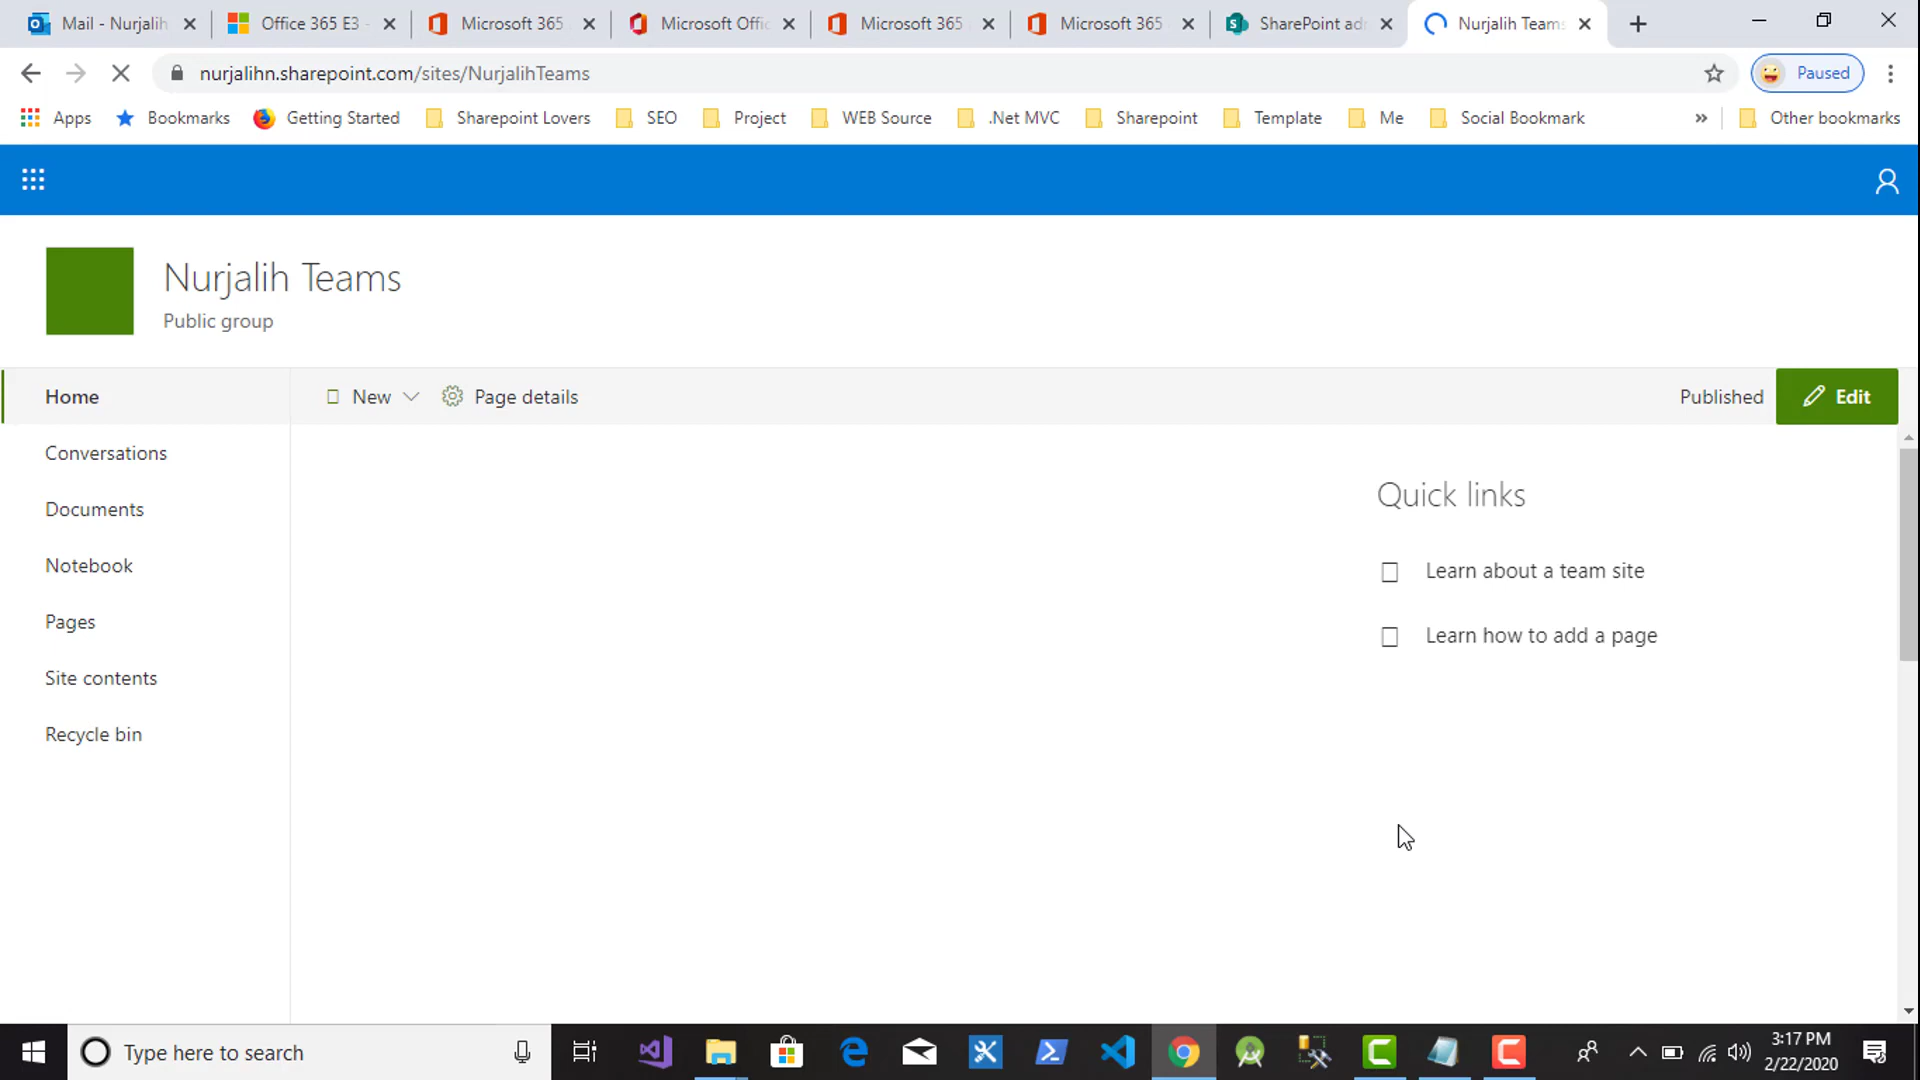 Mail - Nurjalih
Office 365 E3 -
Microsoft 365
Microsoft Offic
Microsoft 365
Microsoft 365
SharePoint adm
Nurjalih Teams
nurjalihn.sharepoint.com/sites/NurjalihTeams
Paused
Apps
Bookmarks
Getting Started
Sharepoint Lovers
SEO
Project
WEB Source
.Net MVC
Sharepoint
Template
Me
Social Bookmark
»
Other bookmarks
Nurjalih Teams
Public group
Home
New
Page details
Published
Edit
Conversations
Documents
Notebook
Pages
Site contents
Recycle bin
Quick links
Learn about a team site
Learn how to add a page
Type here to search
3:17 PM
2/22/2020